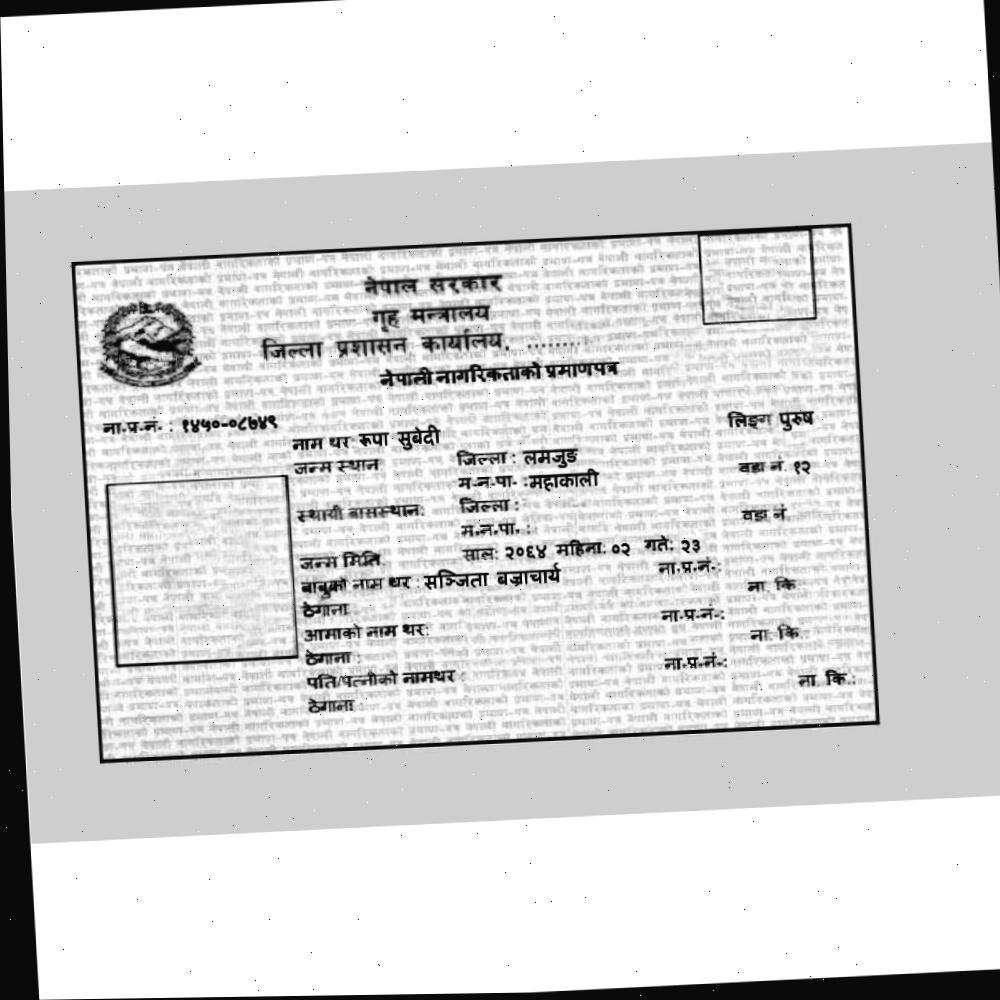 नेपाल सरकार
गृह मन्त्रालय
जिल्ला प्रशासन कार्यालय, ........
नेपाली नागरिकताको प्रमाणपत्र
ना.प्र.नं. : १४५०-०८७४९
लिङ्ग पुरुष
नाम थर रूपा सुबेदी
जन्म स्थान जिल्ला : लमजुङ
म.न.पा. :महाकाली वडा नं. १२
स्थायी बासस्थान: जिल्ला :
म.न.पा. : वडा नं.
जन्म मिति साल: २०६४ महिना: ०२ गते: २३
बाबुको नाम थर : सञ्जिता बज्राचार्य ना.प्र.नं.:
ठेगाना ना. कि.
आमाको नाम थर: ना.प्र.नं.:
ठेगाना : ना. कि.
पति/पत्नीको नामथर : ना.प्र.नं.:
ठेगाना : ना. कि.: